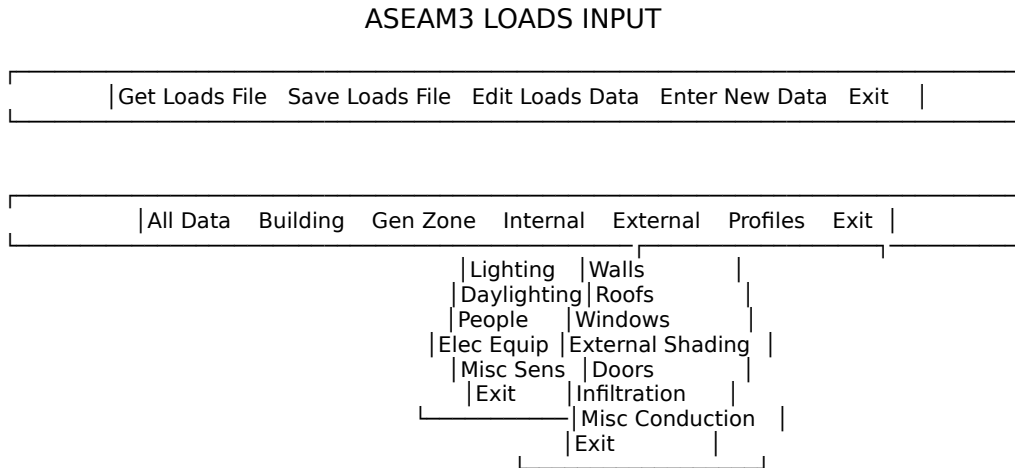 ASEAM3 LOADS INPUT
Get Loads File Save Loads File Edit Loads Data Enter New Data Exit
All Data Building Gen Zone Internal External Profiles Exit
Lighting Walls
Daylighting Roofs
People Windows
Elec Equip External Shading
Misc Sens Doors
Exit Infiltration
Misc Conduction
Exit